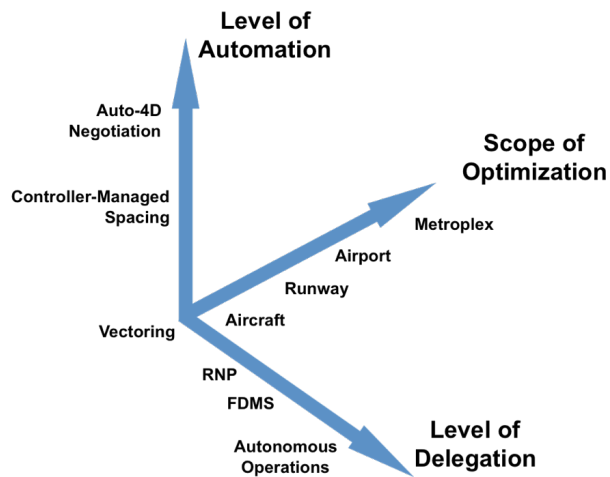 Level of
Automation
Auto-4D
Negotiation
Scope of
Optimization
Controller-Managed
Spacing
Metroplex
Airport
Runway
Aircraft
Vectoring
RNP
FDMS
Autonomous
Operations
Level of
Delegation